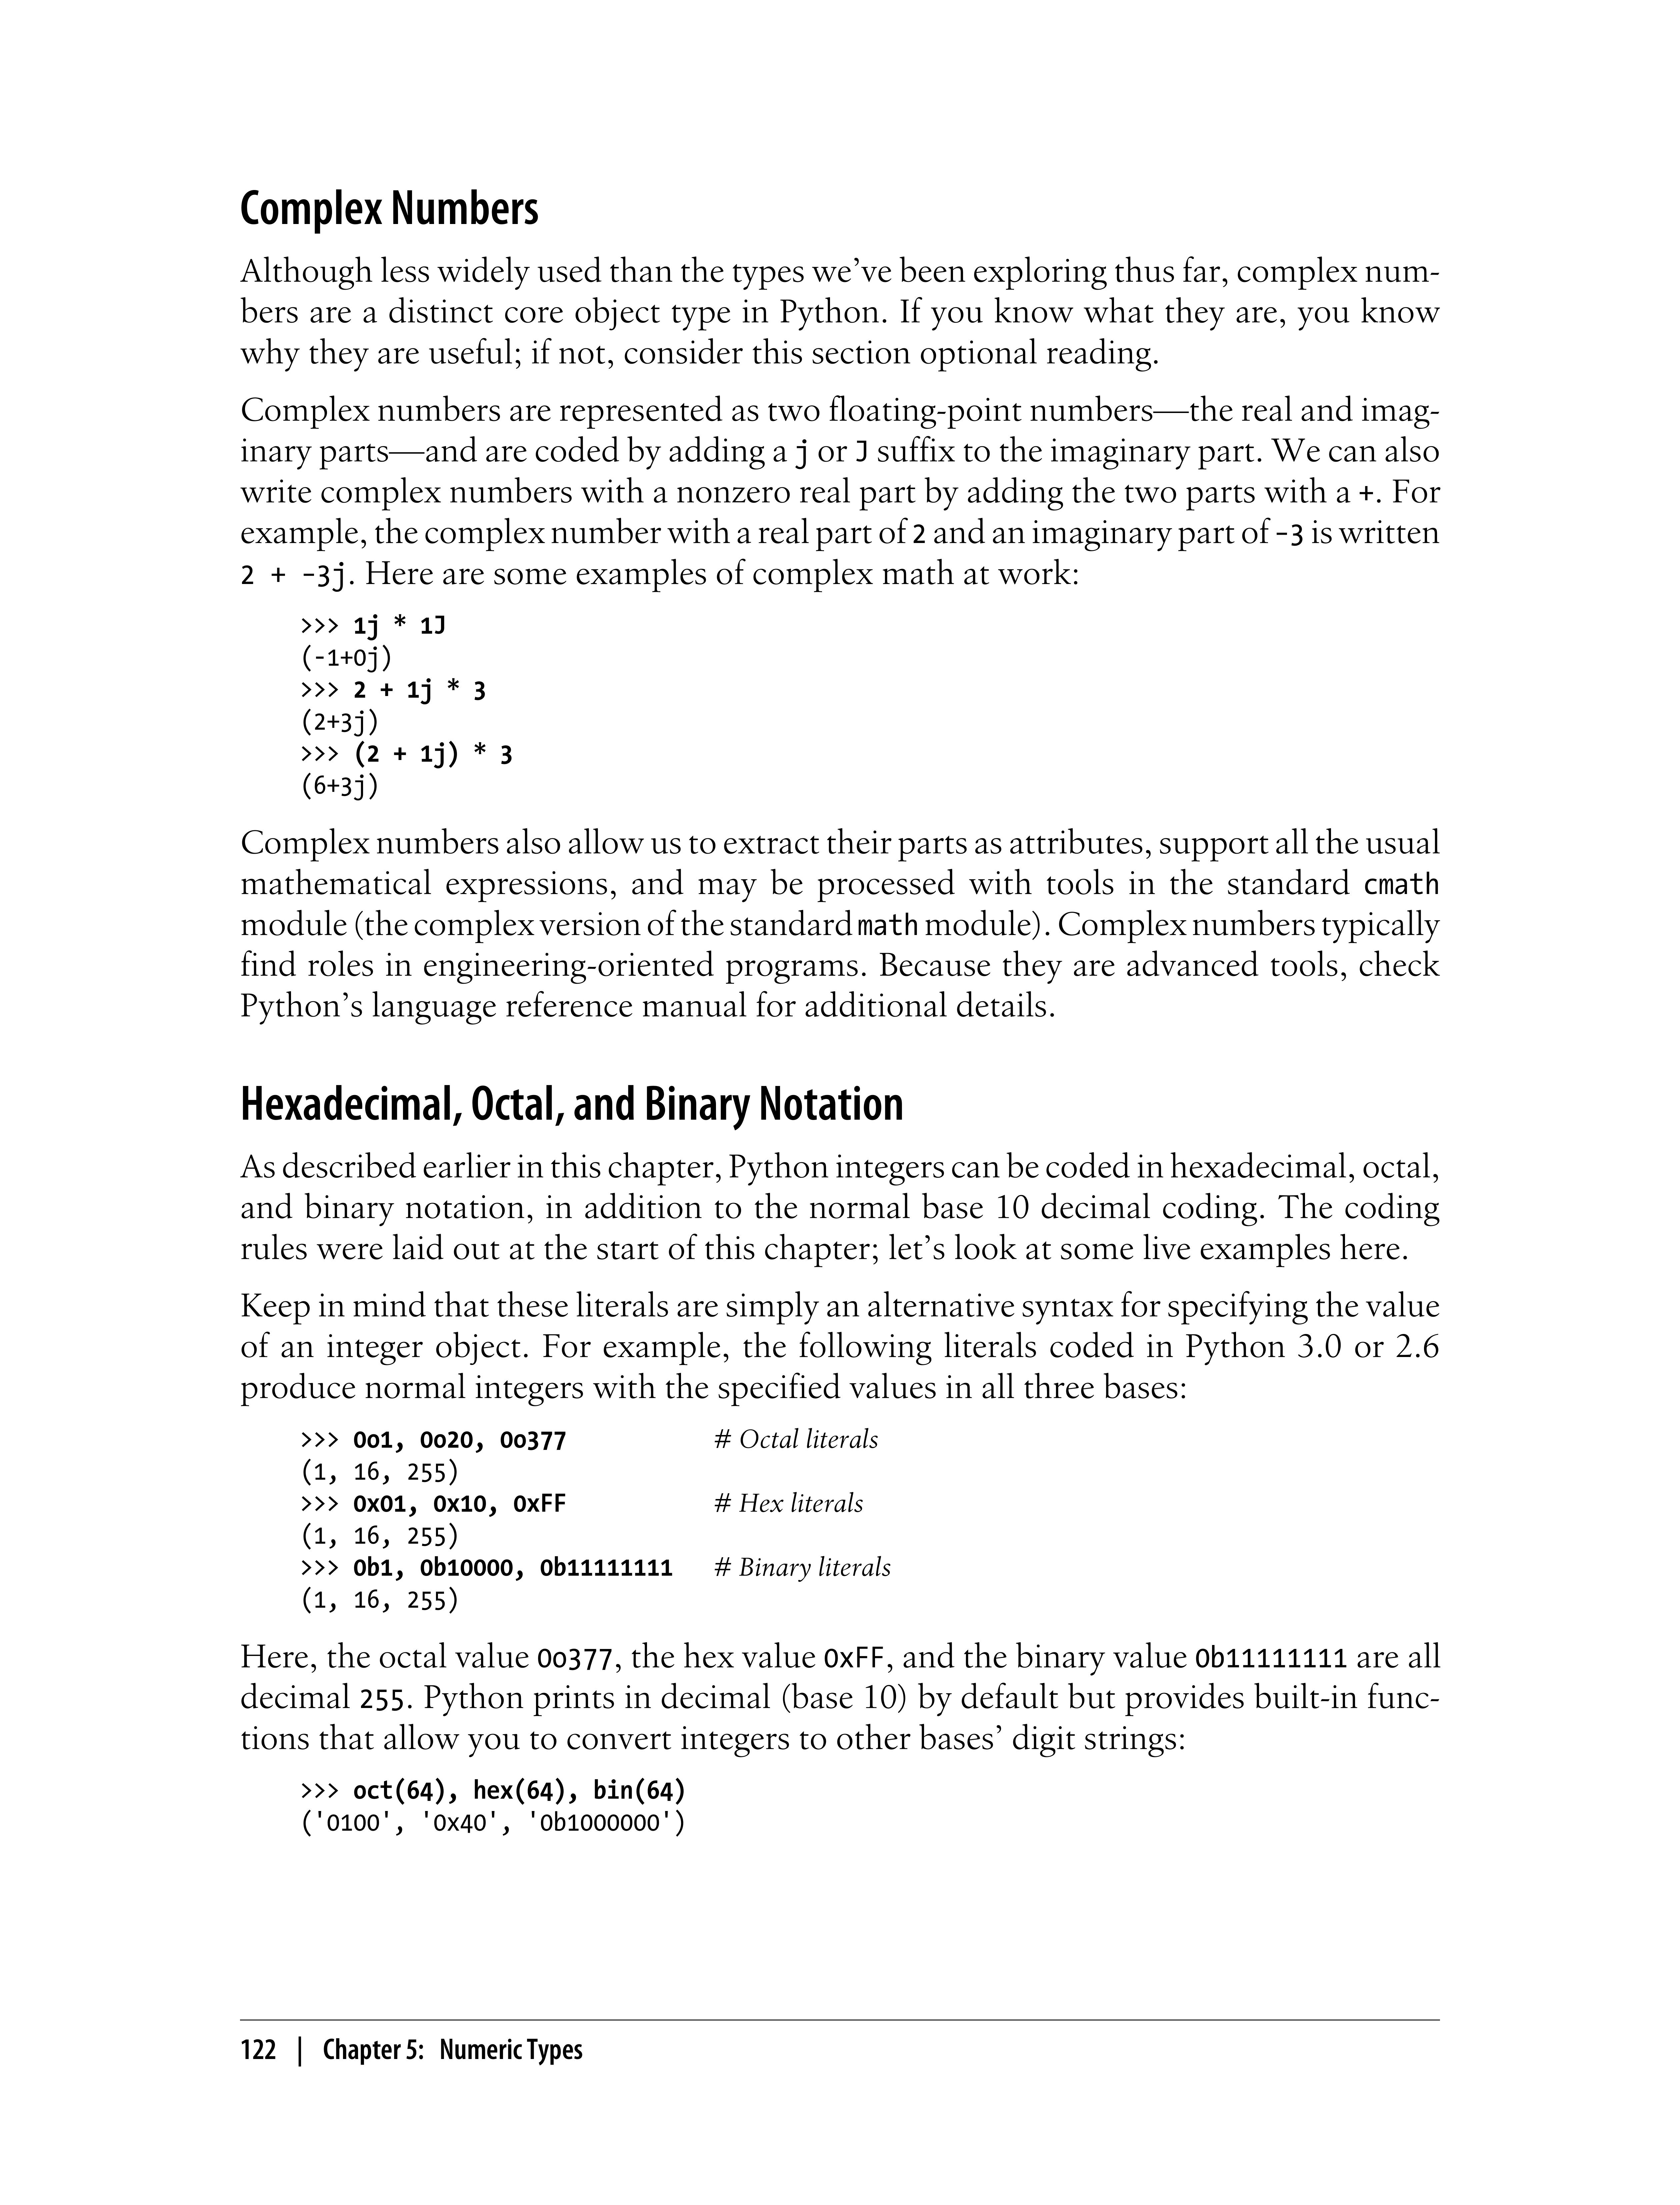 Complex Numbers
Although less widely used than the types we’ve been exploring thus far, complex num-
bers are a distinct core object type in Python. If you know what they are, you know
why they are useful; if not, consider this section optional reading.
Complex numbers are represented as two floating-point numbers—the real and imag-
inary parts—and are coded by adding a j or J suffix to the imaginary part. We can also
write complex numbers with a nonzero real part by adding the two parts with a +. For
example, the complex number with a real part of 2 and an imaginary part of -3 is written
2 + -3j. Here are some examples of complex math at work:
>>> 1j * 1J
(-1+0j)
>>> 2 + 1j * 3
(2+3j)
>>> (2 + 1j) * 3
(6+3j)
Complex numbers also allow us to extract their parts as attributes, support all the usual
mathematical expressions, and may be processed with tools in the standard cmath
module (the complex version of the standard math module). Complex numbers typically
find roles in engineering-oriented programs. Because they are advanced tools, check
Python’s language reference manual for additional details.
Hexadecimal, Octal, and Binary Notation
As described earlier in this chapter, Python integers can be coded in hexadecimal, octal,
and binary notation, in addition to the normal base 10 decimal coding. The coding
rules were laid out at the start of this chapter; let’s look at some live examples here.
Keep in mind that these literals are simply an alternative syntax for specifying the value
of an integer object. For example, the following literals coded in Python 3.0 or 2.6
produce normal integers with the specified values in all three bases:
>>> 0o1, 0o20, 0o377 # Octal literals
(1, 16, 255)
>>> 0x01, 0x10, 0xFF # Hex literals
(1, 16, 255)
>>> 0b1, 0b10000, 0b11111111 # Binary literals
(1, 16, 255)
Here, the octal value 0o377, the hex value 0xFF, and the binary value 0b11111111 are all
decimal 255. Python prints in decimal (base 10) by default but provides built-in func-
tions that allow you to convert integers to other bases’ digit strings:
>>> oct(64), hex(64), bin(64)
('0100', '0x40', '0b1000000')
122 | Chapter 5: Numeric Types